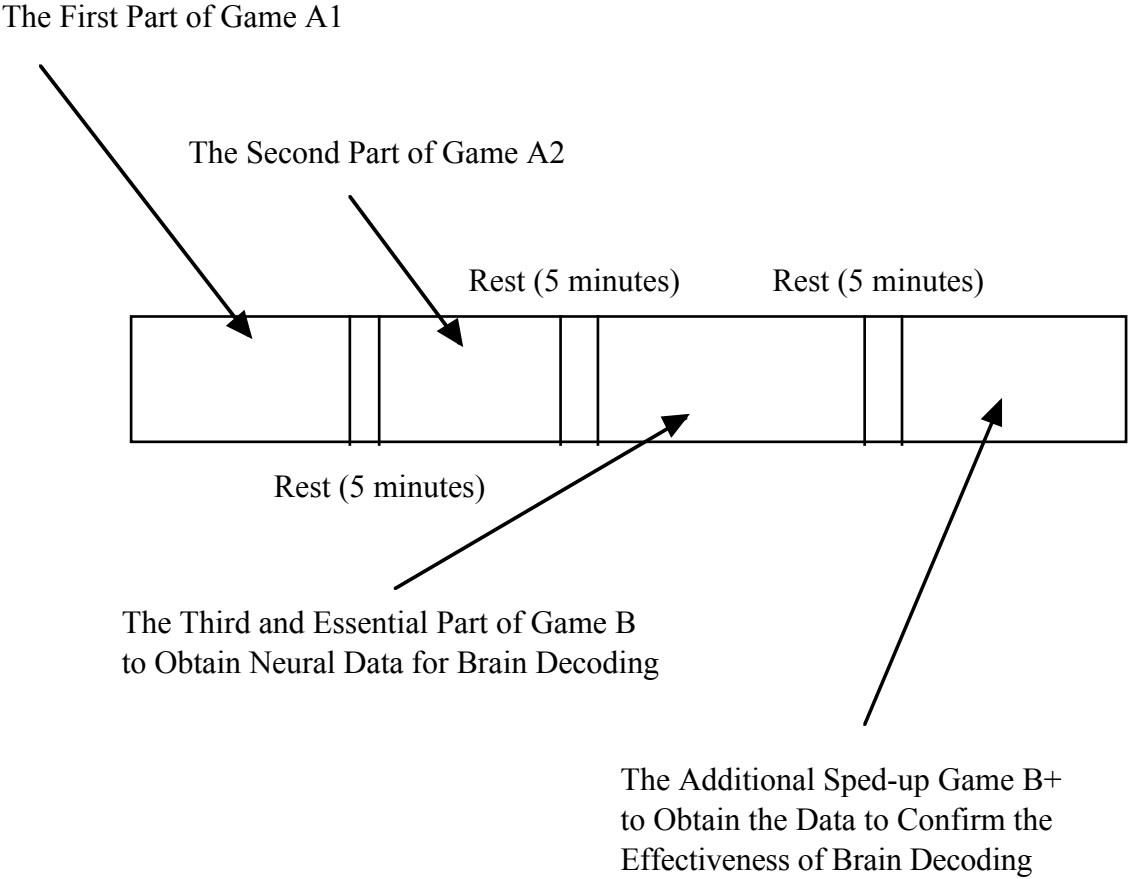 The First Part of Game A1
The Second Part of Game A2
Rest (5 minutes)
Rest (5 minutes)
Rest (5 minutes)
The Third and Essential Part of Game B
to Obtain Neural Data for Brain Decoding
The Additional Sped-up Game B+
to Obtain the Data to Confirm the
Effectiveness of Brain Decoding